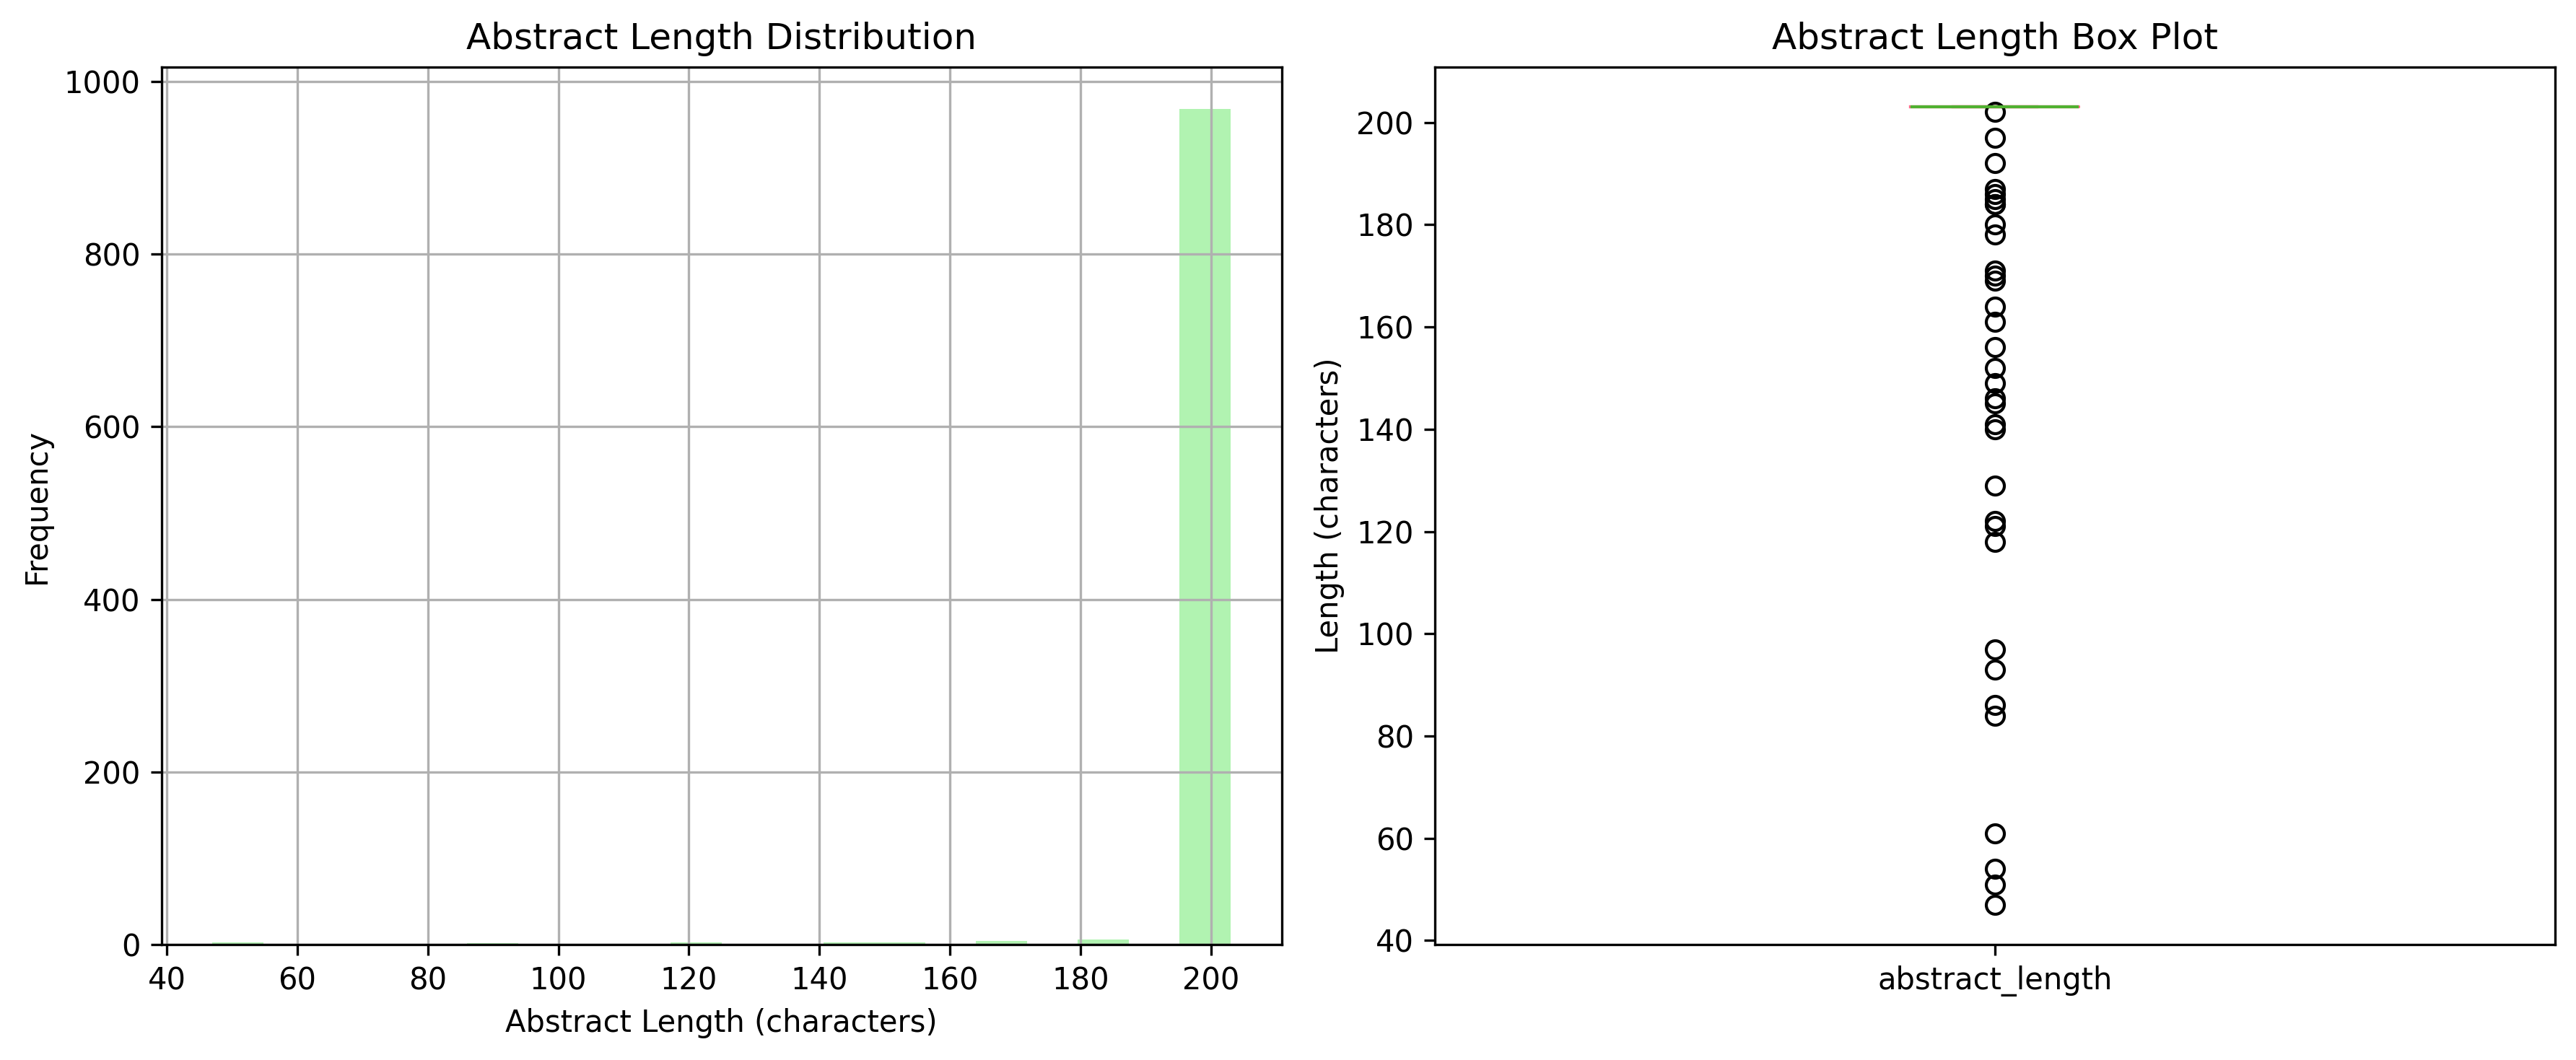 Abstract Length Distribution
1000
800
600
400
200
0
Frequency
40 60 80 100 120 140 160 180 200
Abstract Length (characters)
Abstract Length Box Plot
200
180
160
140
120
100
80
60
40
Length (characters)
abstract_length